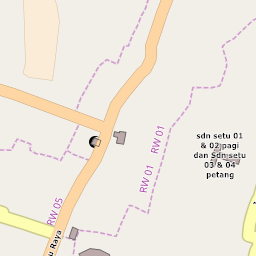 sdn setu 01
& 02 pagi
dan Sdn setu
03 & 04
petang
RW 01
RW 01
RW 05
Raya